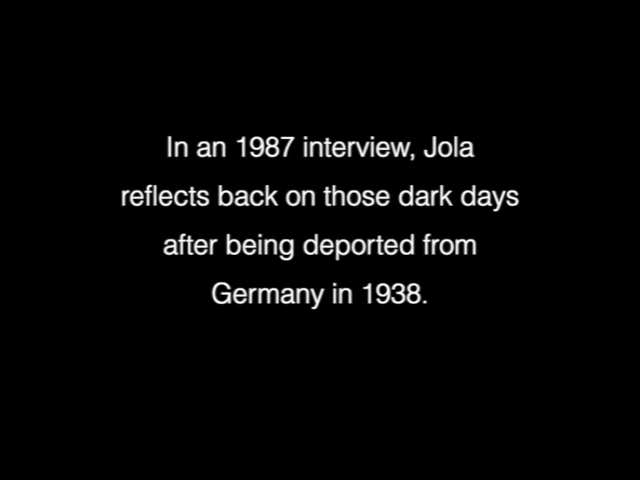 In an 1987 interview, Jola
reflects back on those dark days
after being deported from
Germany in 1938.